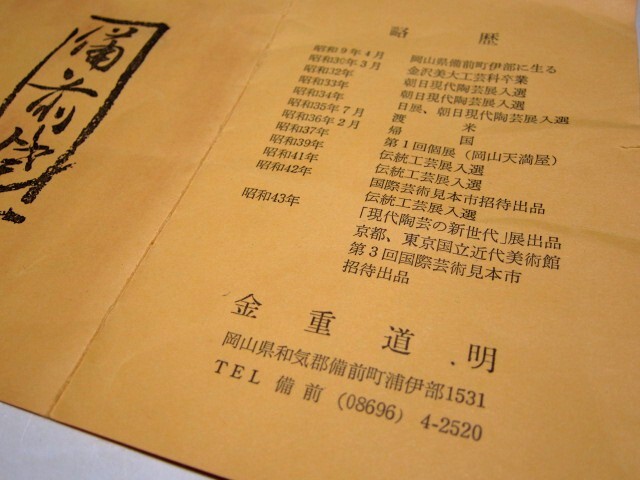 備前
略歴
昭和9年4月 岡山県備前町伊部に生る
昭和30年3月 金沢美大工芸科卒業
昭和32年 朝日現代陶芸展入選
昭和33年 朝日現代陶芸展入選
昭和34年 日展、朝日現代陶芸展入選
昭和35年7月 渡米
昭和36年2月 帰国
昭和37年 第1回個展（岡山天満屋）
昭和39年 伝統工芸展入選
昭和41年 伝統工芸展入選
昭和42年 国際芸術見本市招待出品
伝統工芸展入選
昭和43年 「現代陶芸の新世代」展出品
京都、東京国立近代美術館
第3回国際芸術見本市
招待出品
金重道明
岡山県和気郡備前町浦伊部1531
TEL 備前 (08696) 4-2520